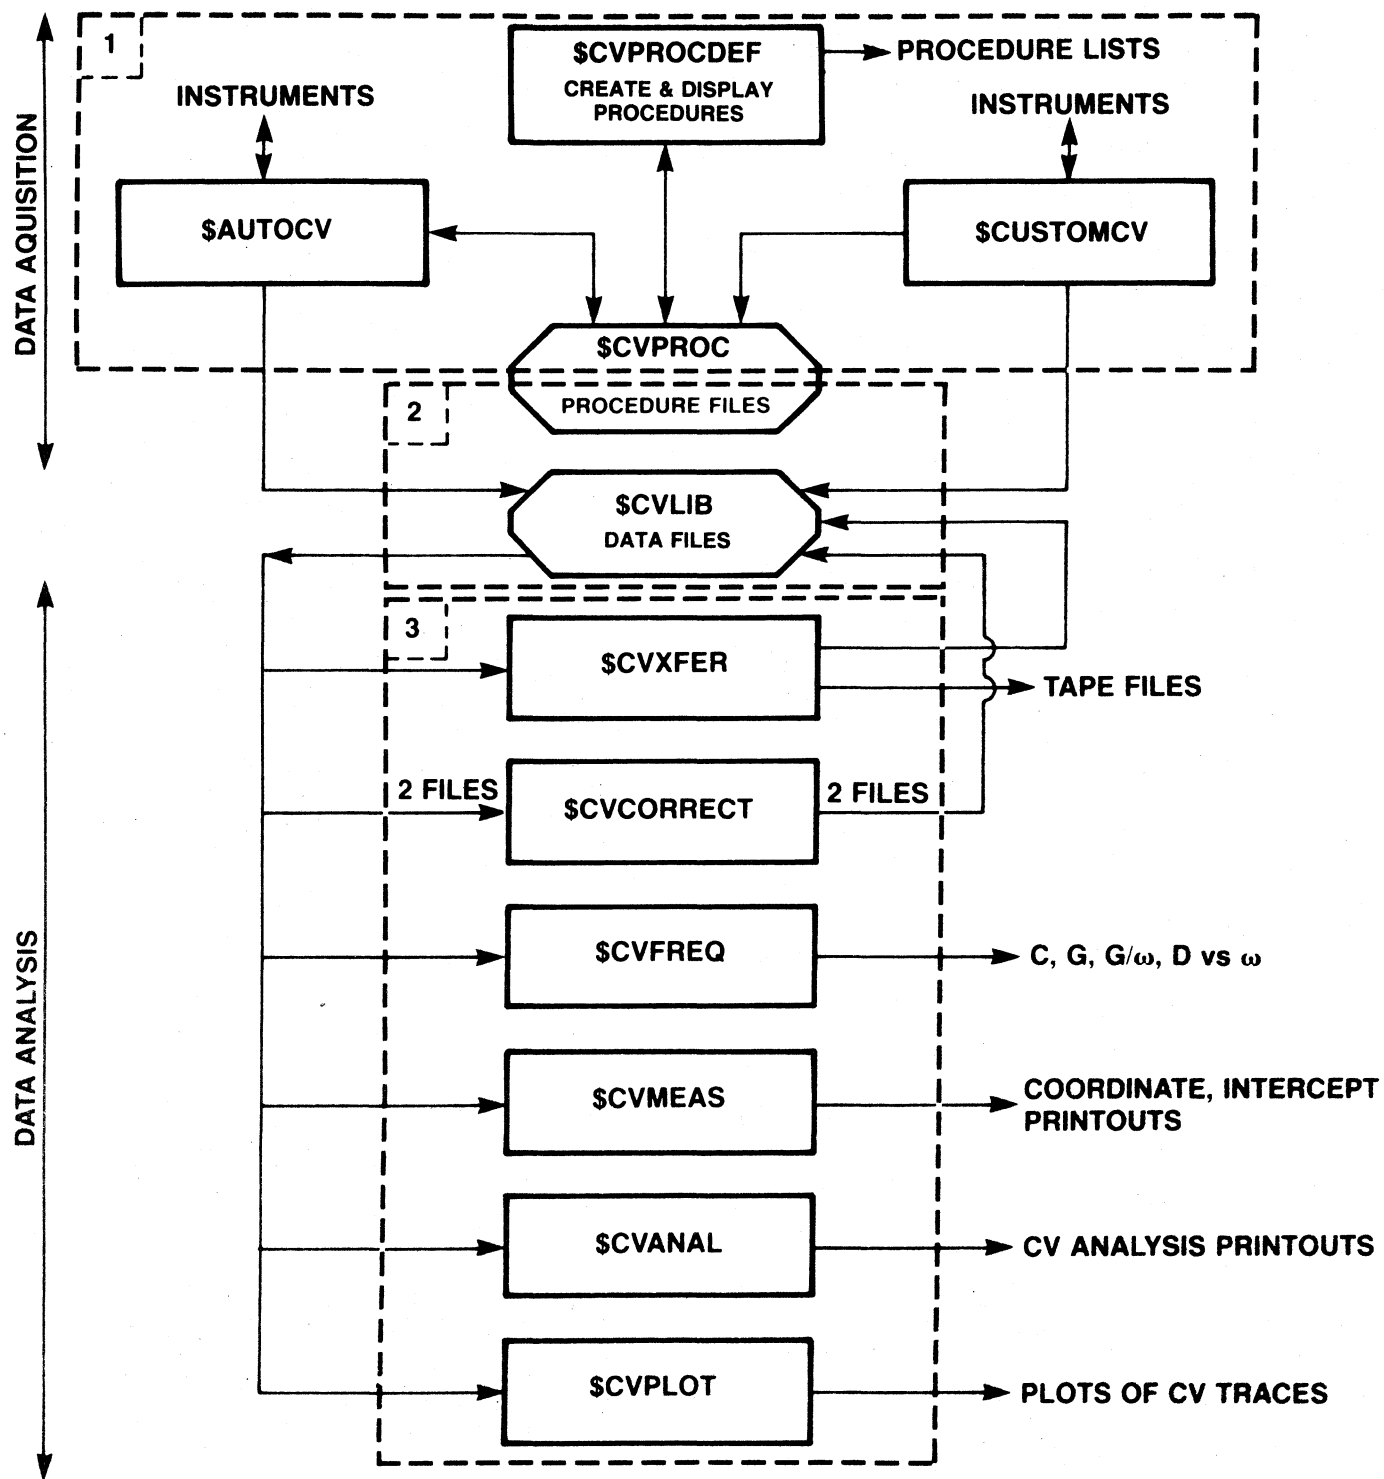 1
$CVPROCDEF
CREATE & DISPLAY
PROCEDURES
PROCEDURE LISTS
INSTRUMENTS
INSTRUMENTS
DATA AQUISITION
$AUTOCV
$CUSTOMCV
$CVPROC
PROCEDURE FILES
2
$CVLIB
DATA FILES
3
$CVXFER
TAPE FILES
2 FILES
$CVCORRECT
2 FILES
DATA ANALYSIS
$CVFREQ
C, G, G/ω, D vs ω
$CVMEAS
COORDINATE, INTERCEPT
PRINTOUTS
$CVANAL
CV ANALYSIS PRINTOUTS
$CVPLOT
PLOTS OF CV TRACES